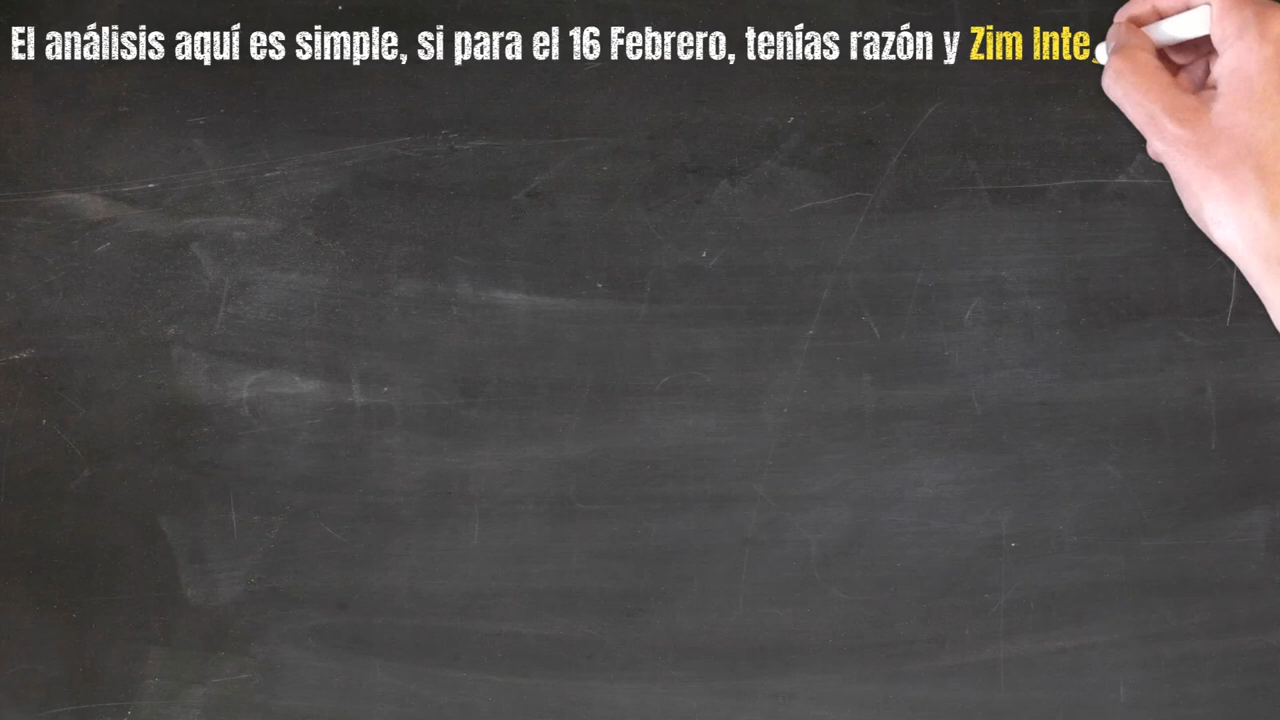 El análisis aquí es simple, si para el 16 Febrero, tenías razón y Zim Inte